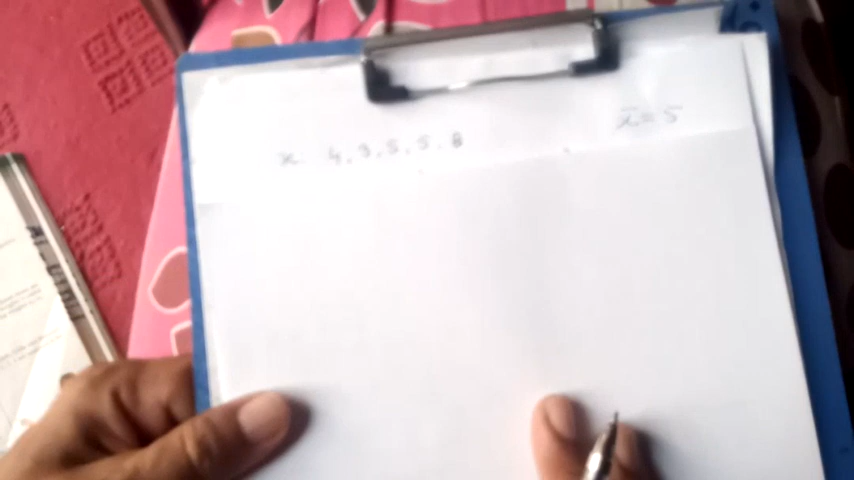 x̄ = 5
x. 4, 3, 5, 5, 8